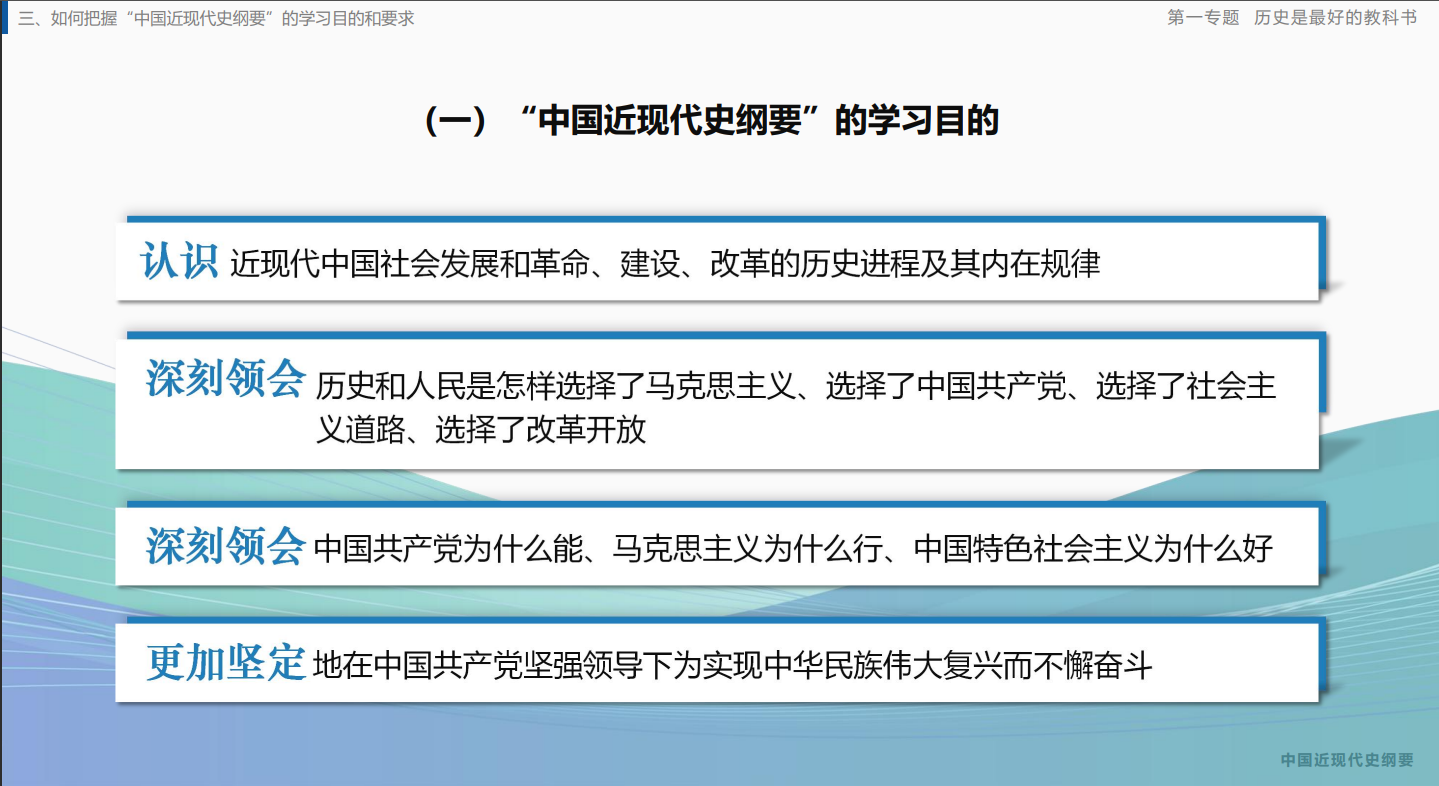 三、如何把握“中国近现代史纲要”的学习目的和要求
第一专题 历史是最好的教科书
（一）“中国近现代史纲要”的学习目的
认识 近现代中国社会发展和革命、建设、改革的历史进程及其内在规律
深刻领会 历史和人民是怎样选择了马克思主义、选择了中国共产党、选择了社会主
义道路、选择了改革开放
深刻领会 中国共产党为什么能、马克思主义为什么行、中国特色社会主义为什么好
更加坚定 地在中国共产党坚强领导下为实现中华民族伟大复兴而不懈奋斗
中国近现代史纲要